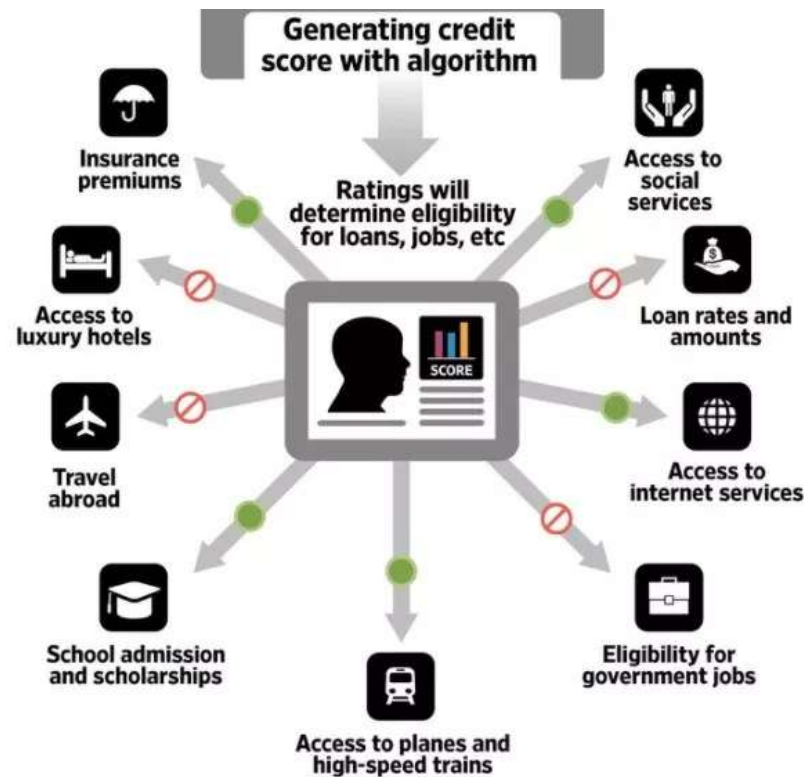 Generating credit
score with algorithm
Ratings will
determine eligibility
for loans, jobs, etc
Insurance
premiums
Access to
social
services
Access to
luxury hotels
Loan rates and
amounts
$
SCORE
Travel
abroad
Access to
internet services
School admission
and scholarships
Eligibility for
government jobs
Access to planes and
high-speed trains